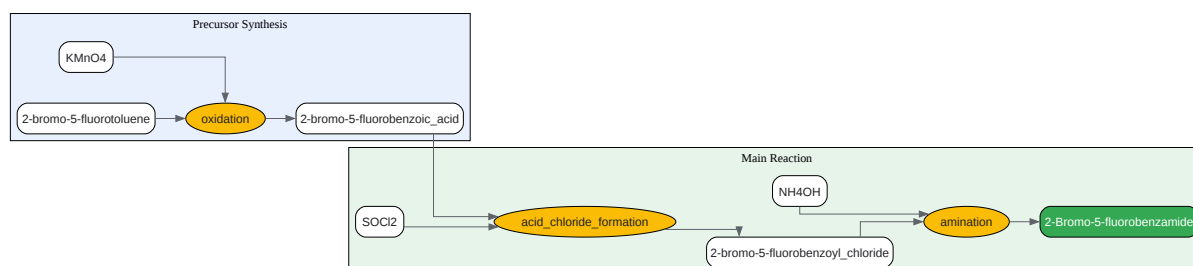 Precursor Synthesis
KMnO4
2-bromo-5-fluorotoluene
oxidation
2-bromo-5-fluorobenzoic_acid
Main Reaction
NH4OH
SOCl2
acid_chloride_formation
amination
2-Bromo-5-fluorobenzamide
2-bromo-5-fluorobenzoyl_chloride